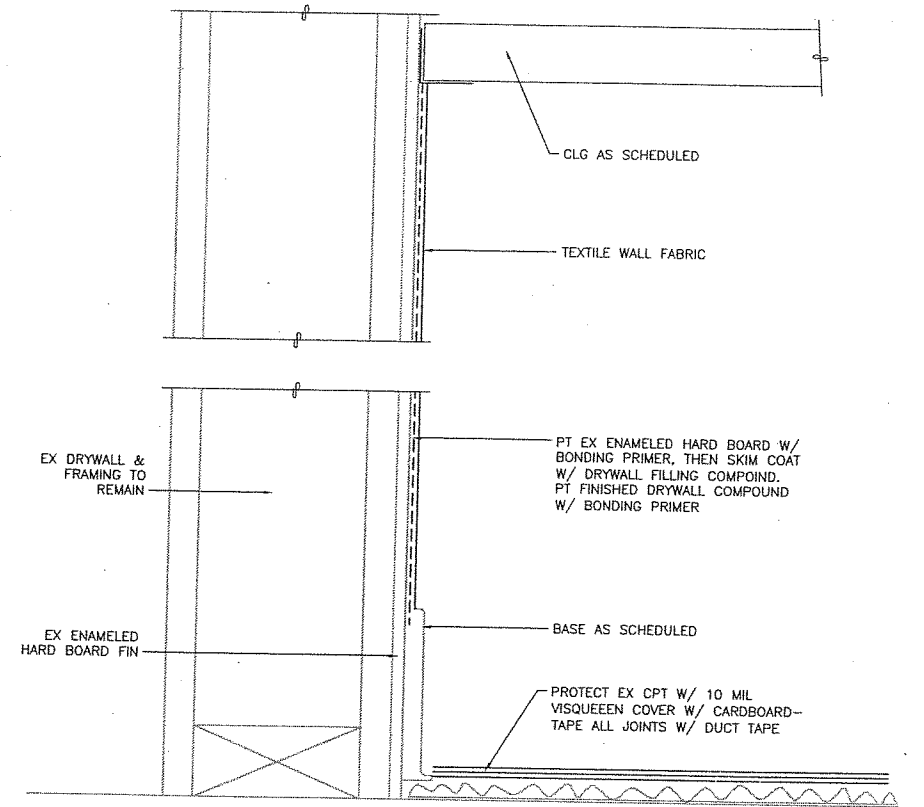 CLG AS SCHEDULED
TEXTILE WALL FABRIC
EX DRYWALL &
FRAMING TO
REMAIN
PT EX ENAMELED HARD BOARD W/
BONDING PRIMER, THEN SKIM COAT
W/ DRYWALL FILLING COMPOIND.
PT FINISHED DRYWALL COMPOUND
W/ BONDING PRIMER
EX ENAMELED
HARD BOARD FIN
BASE AS SCHEDULED
PROTECT EX CPT W/ 10 MIL
VISQUEEEN COVER W/ CARDBOARD-
TAPE ALL JOINTS W/ DUCT TAPE